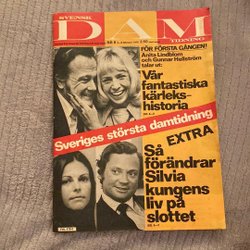 SVENSK
DAM
TIDNING
FÖR FÖRSTA GÅNGEN!
Anita Lindblom
och Gunnar Hellström
talar ut:
Vår
fantastiska
kärleks-
historia
Sveriges största damtidning
EXTRA
Så
förändrar
Silvia
kungens
liv på
slottet